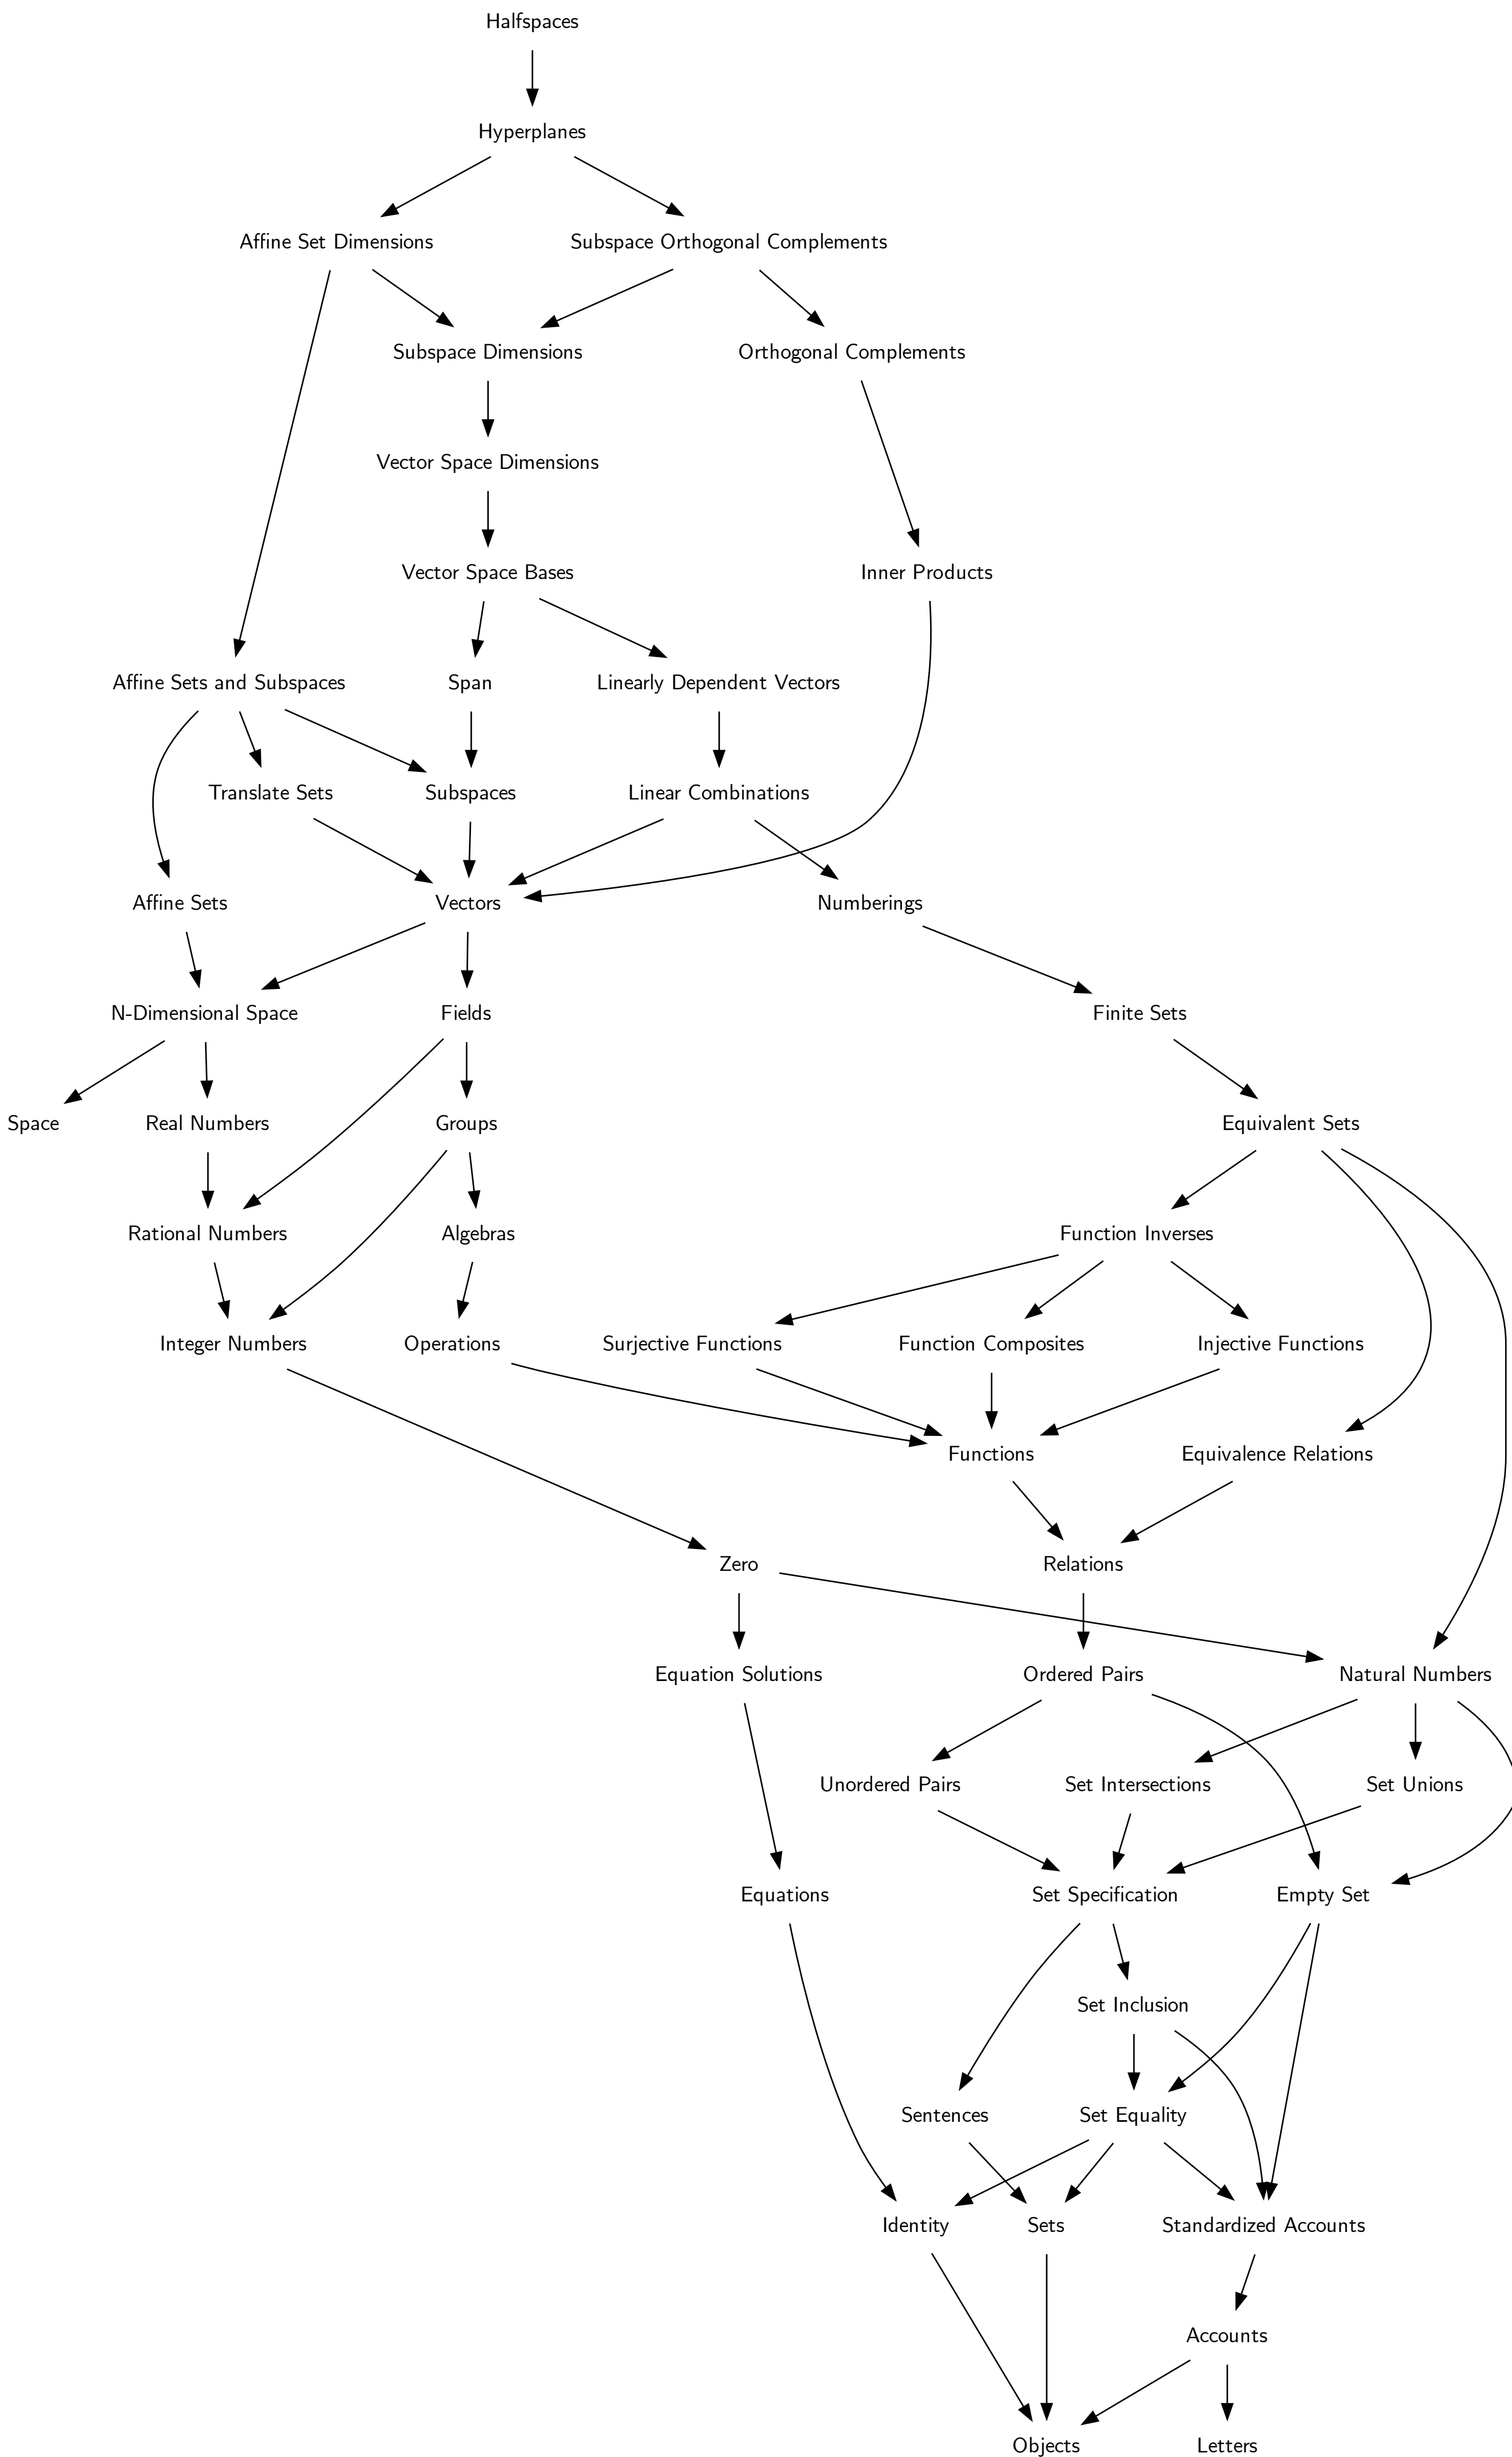 Halfspaces
Hyperplanes
Affine Set Dimensions
Subspace Orthogonal Complements
Subspace Dimensions
Orthogonal Complements
Vector Space Dimensions
Vector Space Bases
Inner Products
Affine Sets and Subspaces
Span
Linearly Dependent Vectors
Translate Sets
Subspaces
Linear Combinations
Affine Sets
Vectors
Numberings
N-Dimensional Space
Fields
Finite Sets
Space
Real Numbers
Groups
Equivalent Sets
Rational Numbers
Algebras
Function Inverses
Integer Numbers
Operations
Surjective Functions
Function Composites
Injective Functions
Functions
Equivalence Relations
Zero
Relations
Equation Solutions
Ordered Pairs
Natural Numbers
Unordered Pairs
Set Intersections
Set Unions
Equations
Set Specification
Empty Set
Set Inclusion
Sentences
Set Equality
Identity
Sets
Standardized Accounts
Accounts
Objects
Letters